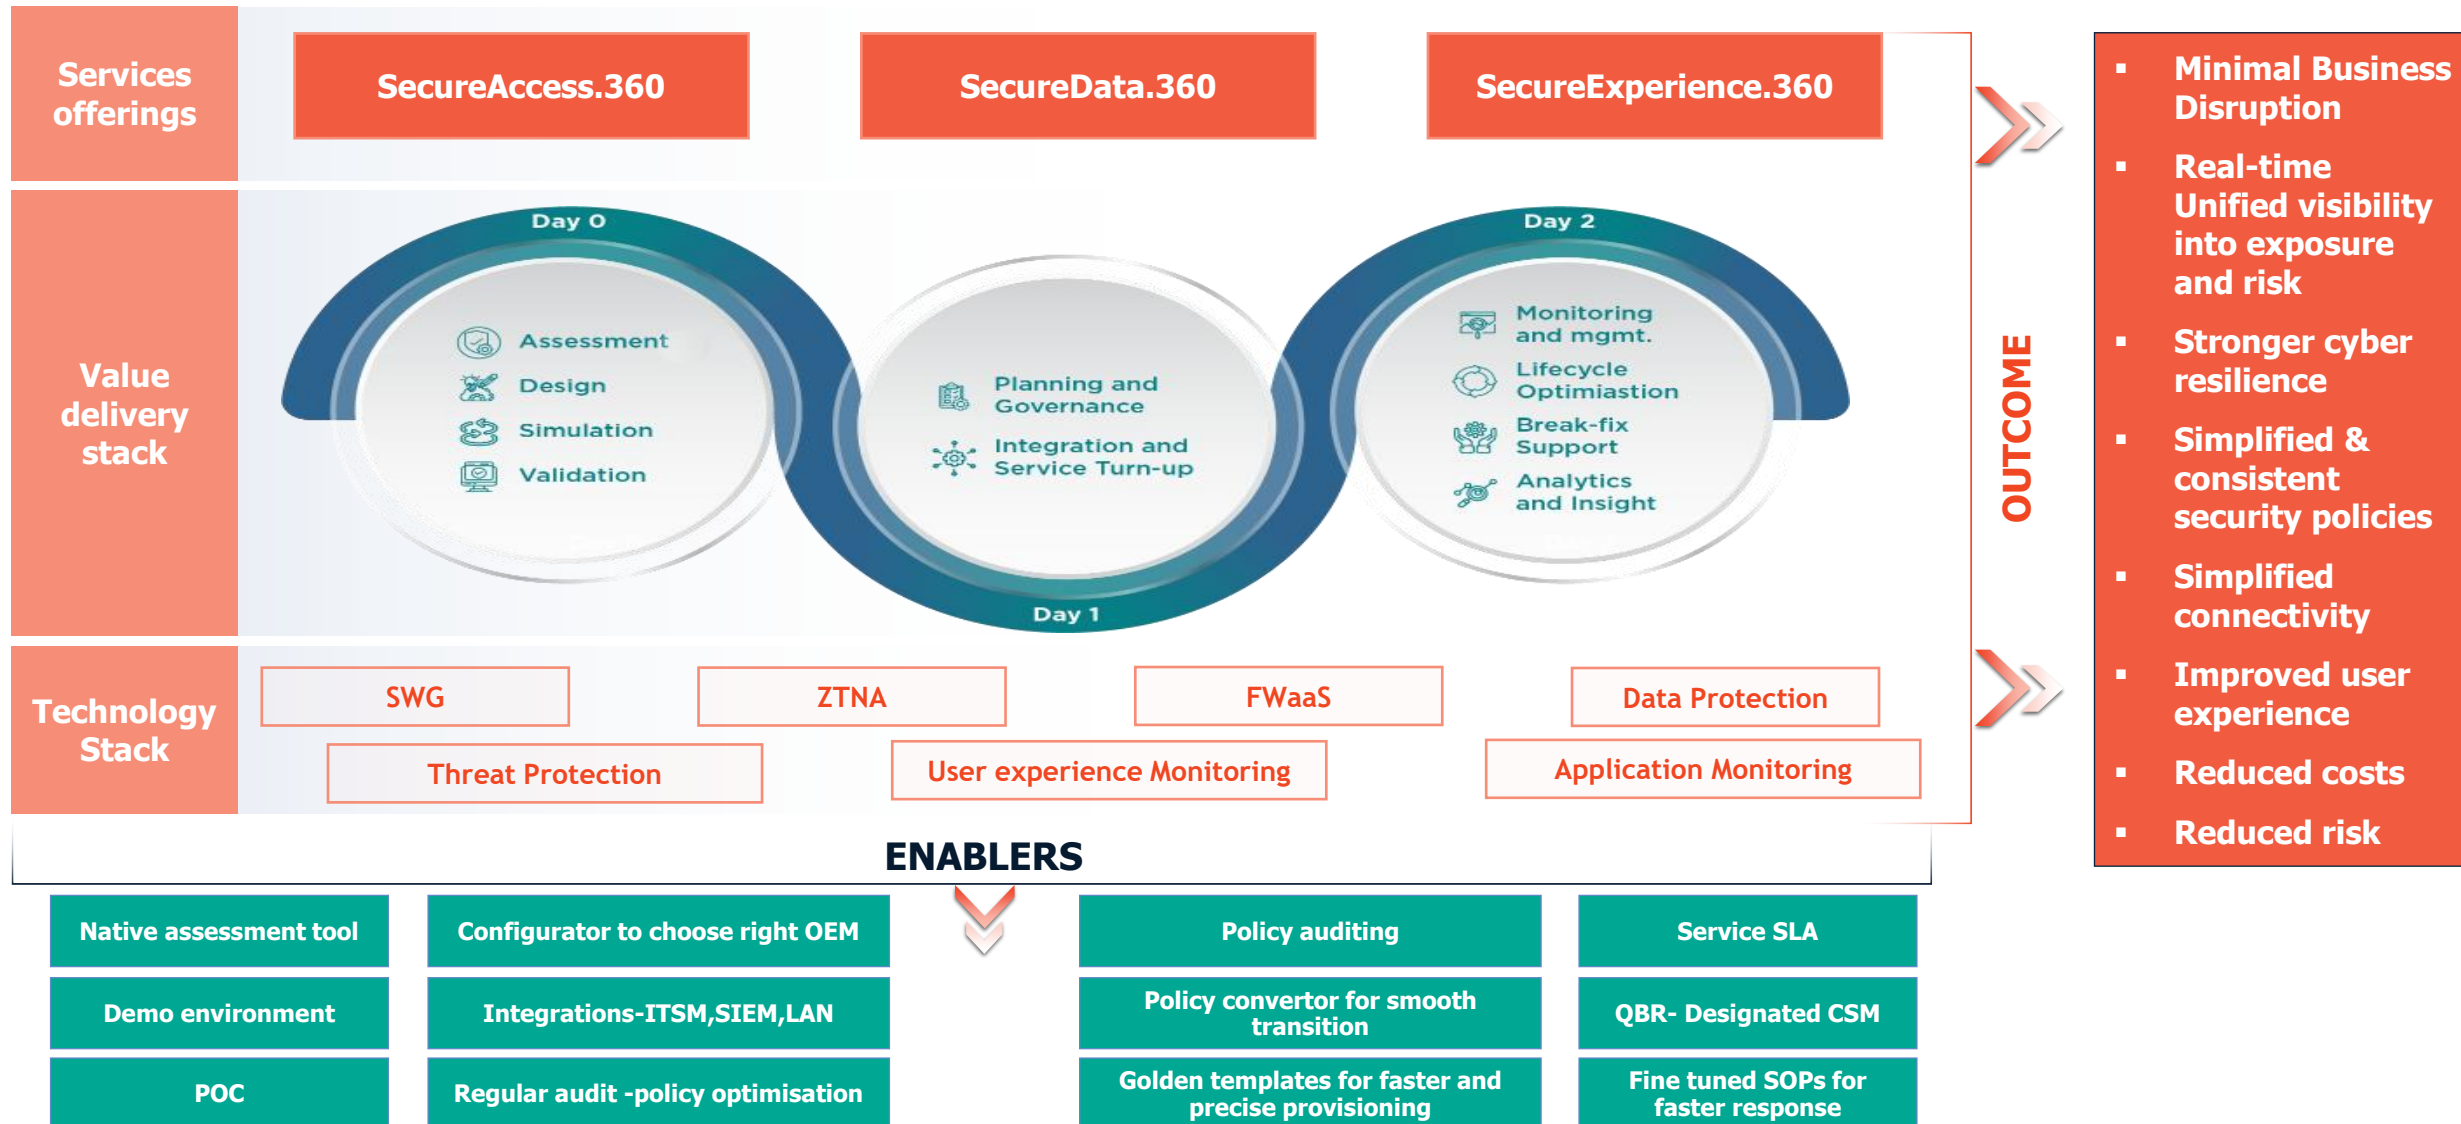 Services
offerings
SecureAccess.360
SecureData.360
SecureExperience.360
Value
delivery
stack
Day 0
Assessment
Design
Simulation
Validation
Planning and
Governance
Integration and
Service Turn-up
Day 1
Day 2
Monitoring
and mgmt.
Lifecycle
Optimiastion
Break-fix
Support
Analytics
and Insight
Technology
Stack
SWG
ZTNA
FWaaS
Data Protection
Threat Protection
User experience Monitoring
Application Monitoring
OUTCOME
▪ Minimal Business
Disruption
▪ Real-time
Unified visibility
into exposure
and risk
▪ Stronger cyber
resilience
▪ Simplified &
consistent
security policies
▪ Simplified
connectivity
▪ Improved user
experience
▪ Reduced costs
▪ Reduced risk
ENABLERS
Native assessment tool
Configurator to choose right OEM
Policy auditing
Service SLA
Demo environment
Integrations-ITSM,SIEM,LAN
Policy convertor for smooth
transition
QBR- Designated CSM
POC
Regular audit -policy optimisation
Golden templates for faster and
precise provisioning
Fine tuned SOPs for
faster response